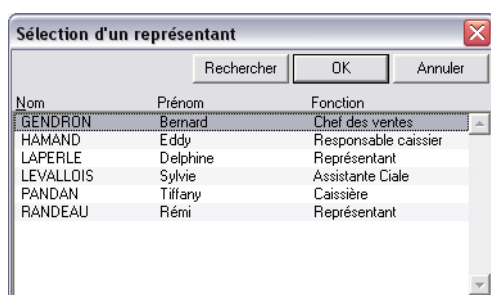 Sélection d'un représentant
Rechercher OK Annuler
Nom Prénom Fonction
GENDRON Bernard Chef des ventes
HAMAND Eddy Responsable caissier
LAPERLE Delphine Représentant
LEVALLOIS Sylvie Assistante Ciale
PANDAN Tiffany Caissière
RANDEAU Rémi Représentant